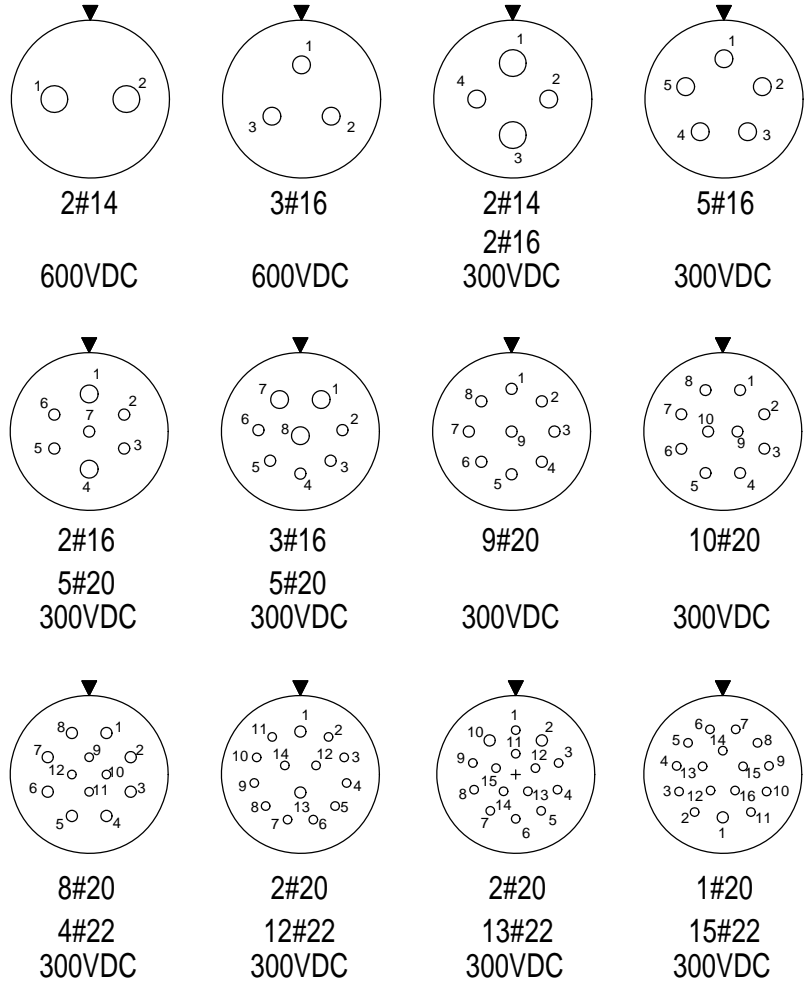 1 2
2#14
600VDC
1
3 2
3#16
600VDC
1
4 2
3
2#14
2#16
300VDC
1
5 2
4 3
5#16
300VDC
1
6 7 2
5 3
4
2#16
5#20
300VDC
7 1
6 8 2
5 3
4
3#16
5#20
300VDC
1
8 2
7 3
6 9 4
5
9#20
300VDC
8 1
7 10 2
6 9 3
5 4
10#20
300VDC
8 1
7 9 2
12 10
6 11 3
5 4
8#20
4#22
300VDC
1
11 2
10 14 12 3
9 4
8 13 5
7 6
2#20
12#22
300VDC
1
10 2
11
9 12 3
15
8 13 4
14
7 5
6
2#20
13#22
300VDC
6 7
5 14 8
4 13 15 9
3 12 16 10
2 11
1
1#20
15#22
300VDC